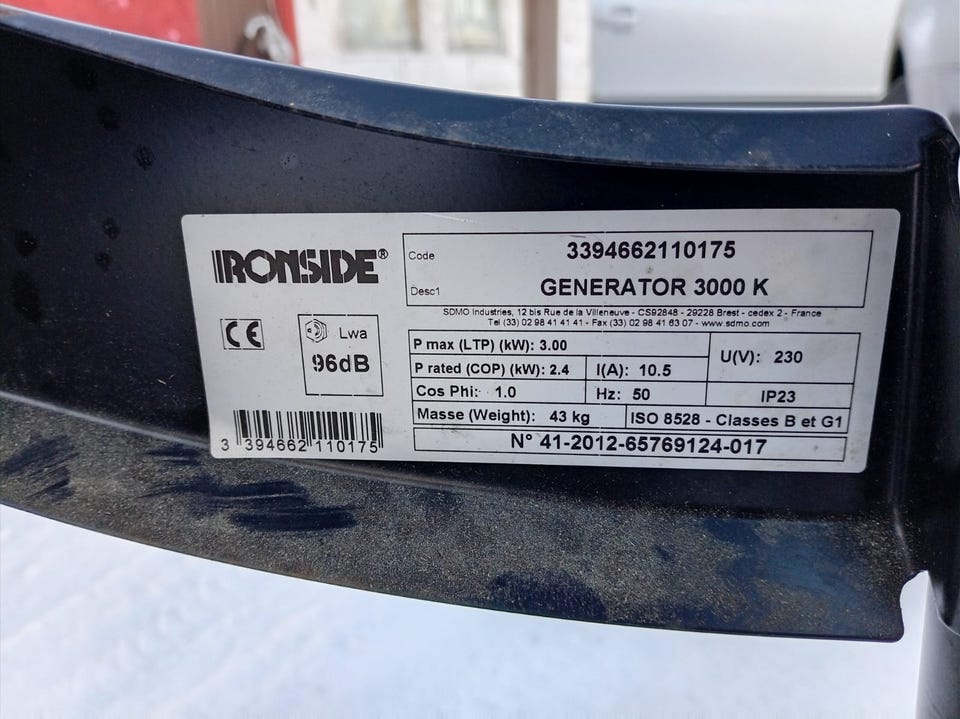 IRONSIDE®
Code 3394662110175
Desc1 GENERATOR 3000 K
SDMO Industries, 12 bis Rue de la Villeneuve - CS92848 - 29228 Brest - cedex 2 - France
Tel (33) 02 98 41 41 41 - Fax (33) 02 98 41 63 07 - www.sdmo.com
CE
Lwa
96dB
P max (LTP) (kW): 3.00
U(V): 230
P rated (COP) (kW): 2.4
I(A): 10.5
Cos Phi: 1.0
Hz: 50
IP23
Masse (Weight): 43 kg
ISO 8528 - Classes B et G1
N° 41-2012-65769124-017
3 394662 110175